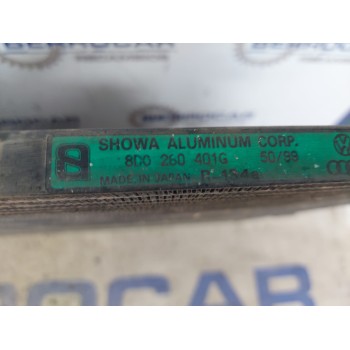 SHOWA ALUMINUM CORP.
8D0 260 401G 50/99
MADE IN JAPAN